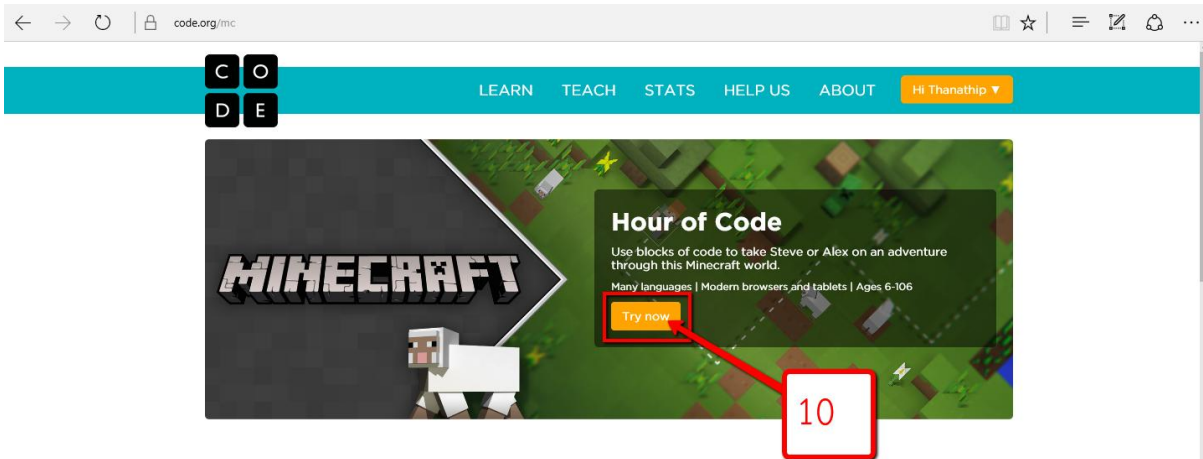 code.org/mc
C O
D E
LEARN TEACH STATS HELP US ABOUT Hi Thanathip ▼
MINECRAFT
Hour of Code
Use blocks of code to take Steve or Alex on an adventure
through this Minecraft world.
Many languages | Modern browsers and tablets | Ages 6-106
Try now
10